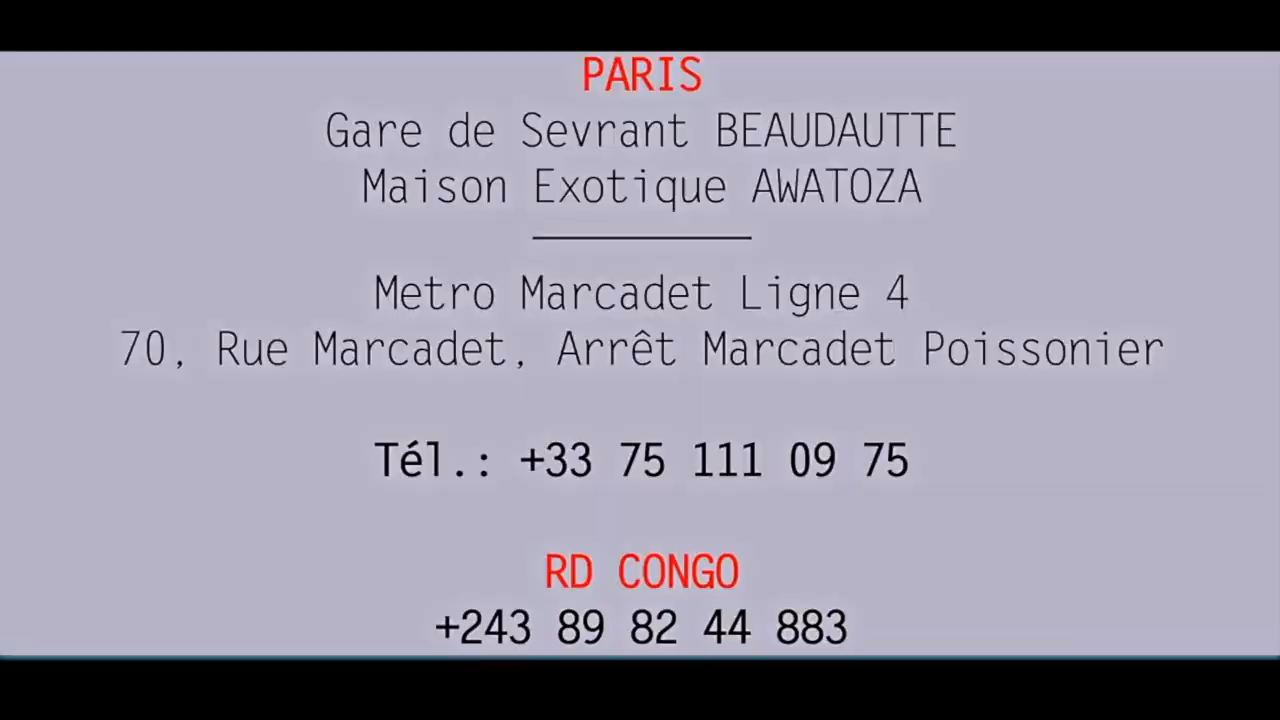 PARIS
Gare de Sevrant BEAUDAUTTE
Maison Exotique AWATOZA
Metro Marcadet Ligne 4
70, Rue Marcadet, Arrêt Marcadet Poissonier
Tél.: +33 75 111 09 75
RD CONGO
+243 89 82 44 883